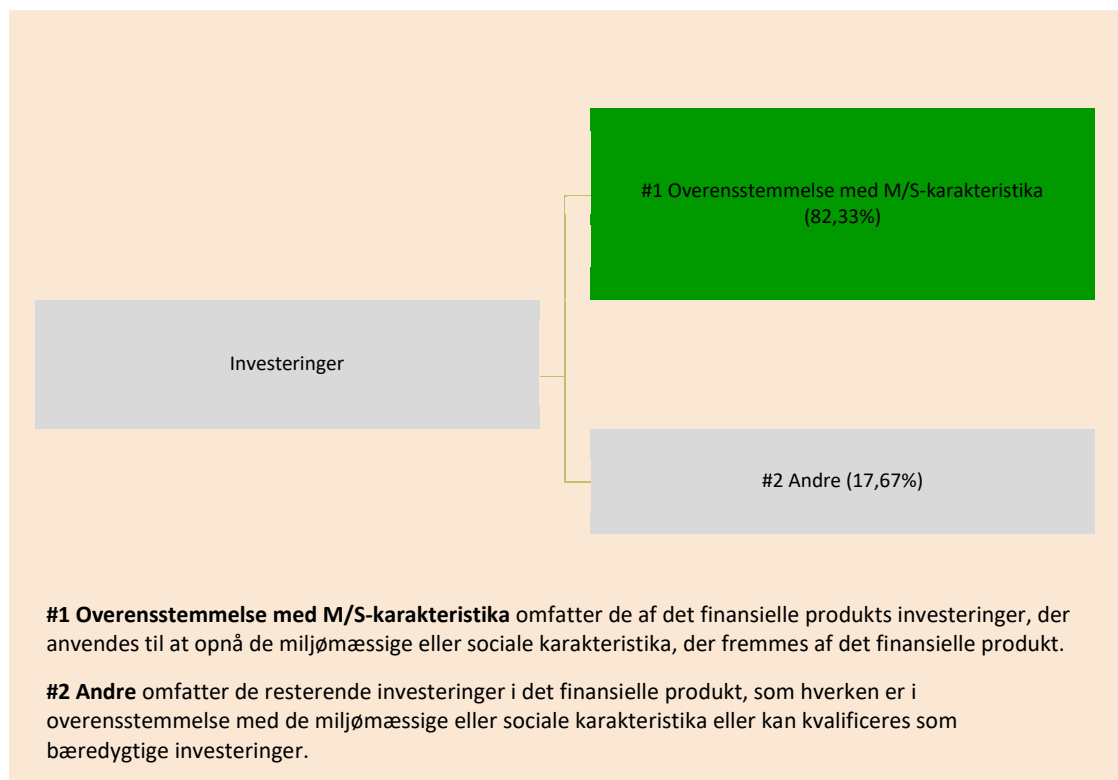 #1 Overensstemmelse med M/S-karakteristika
(82,33%)
Investeringer
#2 Andre (17,67%)
#1 Overensstemmelse med M/S-karakteristika omfatter de af det finansielle produkts investeringer, der
anvendes til at opnå de miljømæssige eller sociale karakteristika, der fremmes af det finansielle produkt.
#2 Andre omfatter de resterende investeringer i det finansielle produkt, som hverken er i
overensstemmelse med de miljømæssige eller sociale karakteristika eller kan kvalificeres som
bæredygtige investeringer.